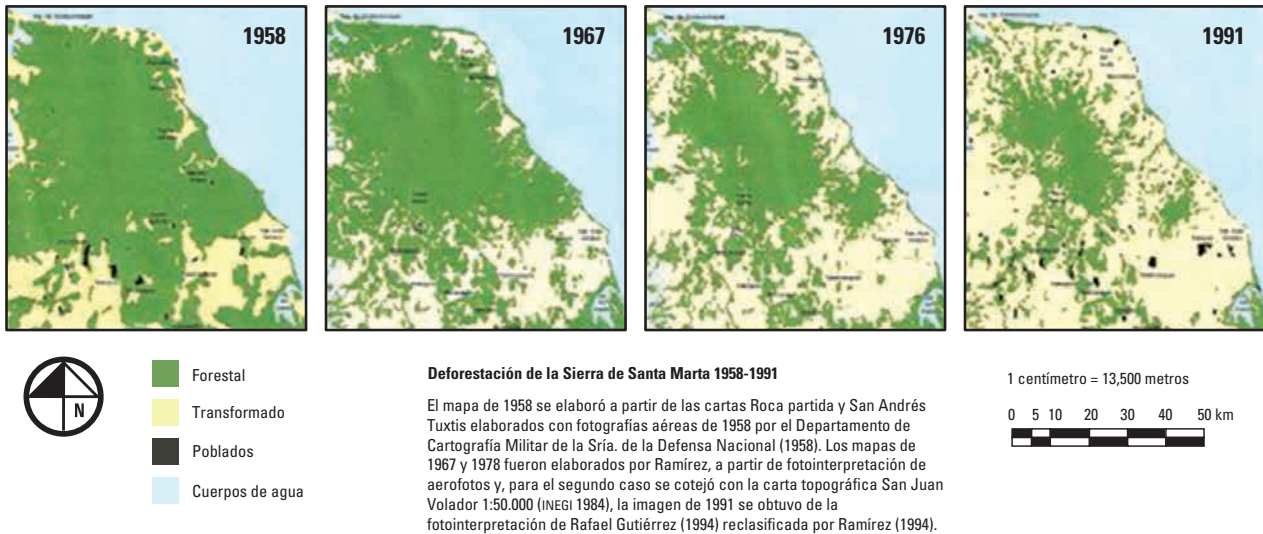 1958
1967
1976
1991
N
Forestal
Transformado
Poblados
Cuerpos de agua
Deforestación de la Sierra de Santa Marta 1958-1991
El mapa de 1958 se elaboró a partir de las cartas Roca partida y San Andrés
Tuxtis elaborados con fotografías aéreas de 1958 por el Departamento de
Cartografía Militar de la Sría. de la Defensa Nacional (1958). Los mapas de
1967 y 1978 fueron elaborados por Ramírez, a partir de fotointerpretación de
aerofotos y, para el segundo caso se cotejó con la carta topográfica San Juan
Volador 1:50.000 (INEGI 1984), la imagen de 1991 se obtuvo de la
fotointerpretación de Rafael Gutiérrez (1994) reclasificada por Ramírez (1994).
1 centímetro = 13,500 metros
0 5 10 20 30 40 50 km